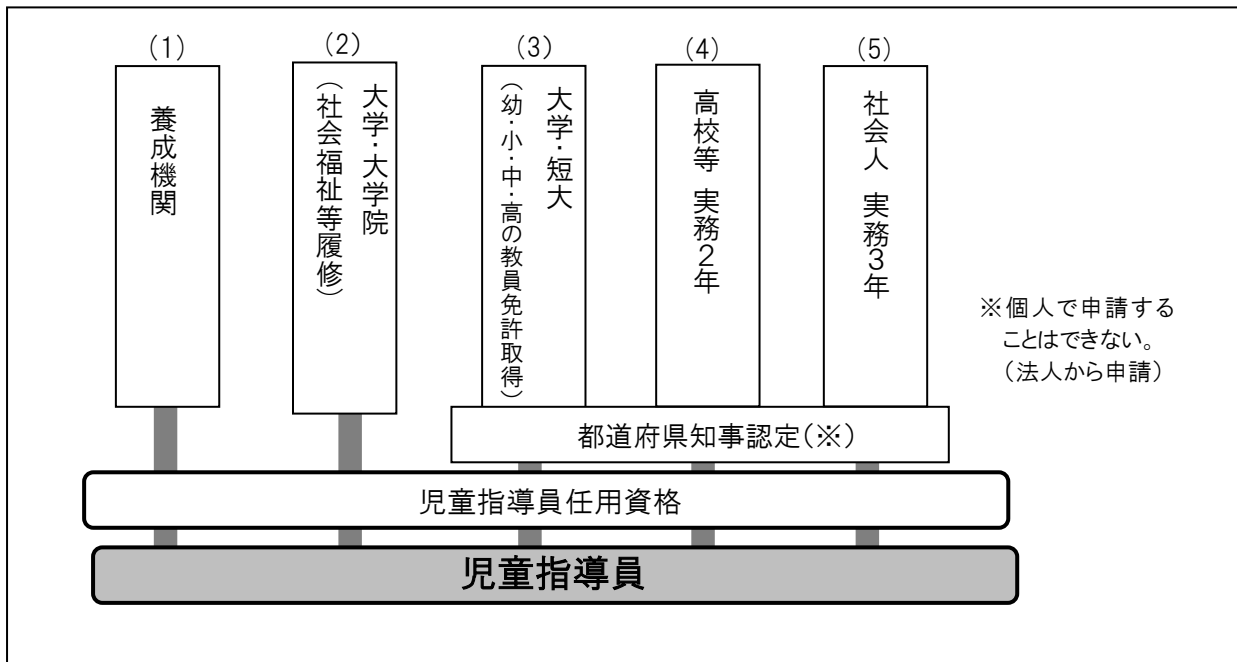 (1)
養成機関
(2)
大学・大学院
（社会福祉等履修）
(3)
大学・短大
（幼・小・中・高の教員免許取得）
(4)
高校等 実務２年
(5)
社会人 実務３年
※個人で申請する
ことはできない。
（法人から申請）
都道府県知事認定（※）
児童指導員任用資格
児童指導員